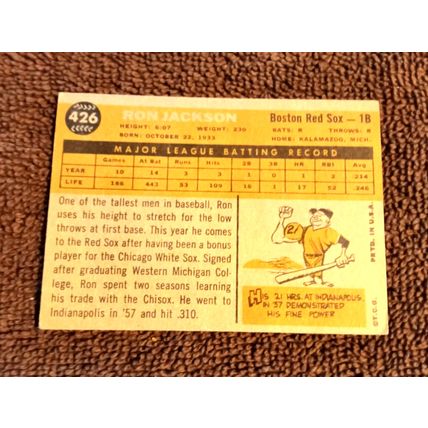 426
RON JACKSON
Boston Red Sox — 1B
HEIGHT: 6:07 WEIGHT: 230 BATS: R THROWS: R
BORN: OCTOBER 22, 1933 HOME: KALAMAZOO, MICH.
MAJOR LEAGUE BATTING RECORD
Games At Bat Runs Hits 2B 3B HR RBI Avg
YEAR 10 14 3 3 1 0 1 2 .214
LIFE 186 443 53 109 16 1 17 52 .246
One of the tallest men in baseball, Ron
uses his height to stretch for the low
throws at first base. This year he comes
to the Red Sox after having been a bonus
player for the Chicago White Sox. Signed
after graduating Western Michigan Col-
lege, Ron spent two seasons learning
his trade with the Chisox. He went to
Indianapolis in '57 and hit .310.
21
HIS 21 HRS. AT INDIANAPOLIS
IN '57 DEMONSTRATED
HIS FINE POWER
©T.C.G. PRTD. IN U.S.A.